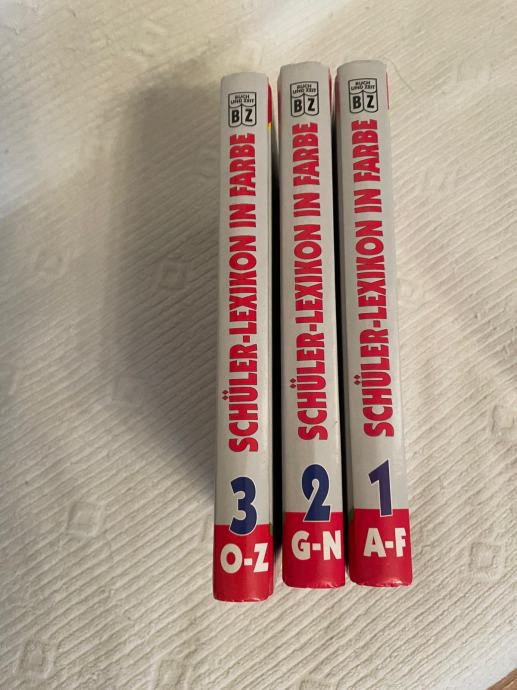 BUCH
UND ZEIT
BZ
SCHÜLER-LEXIKON IN FARBE
3
O-Z
BUCH
UND ZEIT
BZ
SCHÜLER-LEXIKON IN FARBE
2
G-N
BUCH
UND ZEIT
BZ
SCHÜLER-LEXIKON IN FARBE
1
A-F